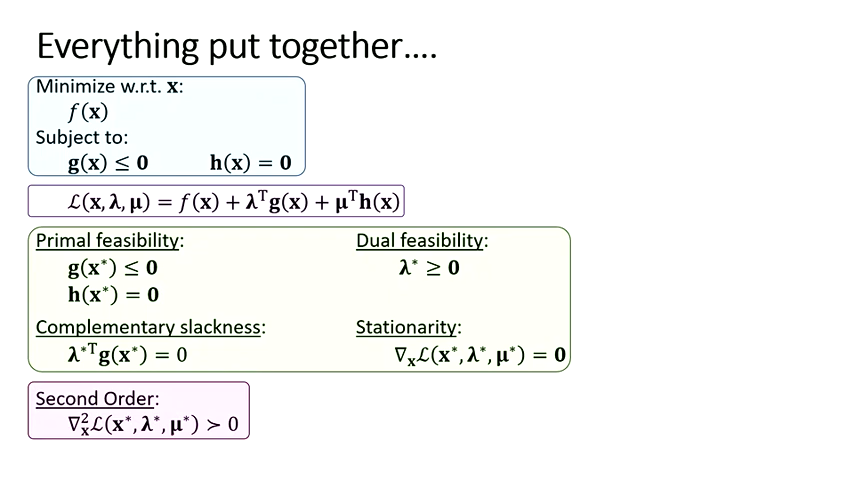 Everything put together....
Minimize w.r.t. 𝐱:
𝑓(𝐱)
Subject to:
𝐠(𝐱) ≤ 𝟎 𝐡(𝐱) = 𝟎
ℒ(𝐱, 𝛌, 𝛍) = 𝑓(𝐱) + 𝛌ᵀ𝐠(𝐱) + 𝛍ᵀ𝐡(𝐱)
Primal feasibility: Dual feasibility:
𝐠(𝐱*) ≤ 𝟎 𝛌* ≥ 𝟎
𝐡(𝐱*) = 𝟎
Complementary slackness: Stationarity:
𝛌*ᵀ𝐠(𝐱*) = 0 ∇𝐱ℒ(𝐱*, 𝛌*, 𝛍*) = 𝟎
Second Order:
∇²𝐱ℒ(𝐱*, 𝛌*, 𝛍*) ≻ 0